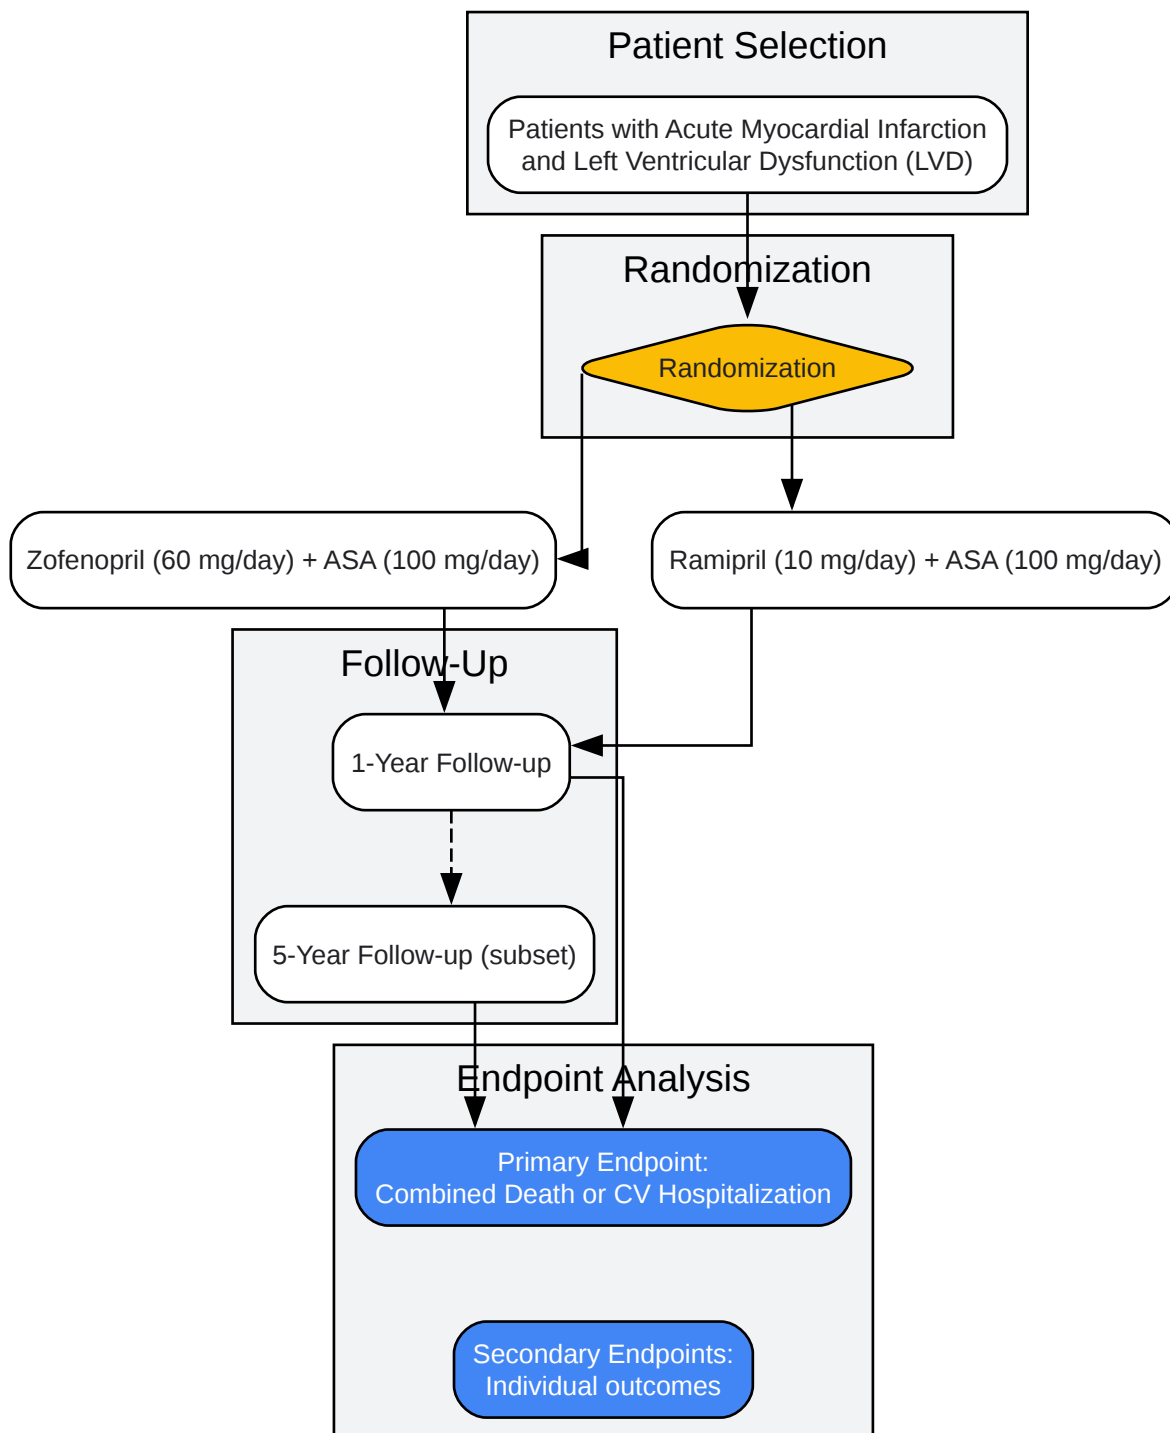 Patient Selection
Patients with Acute Myocardial Infarction
and Left Ventricular Dysfunction (LVD)
Randomization
Randomization
Zofenopril (60 mg/day) + ASA (100 mg/day)
Ramipril (10 mg/day) + ASA (100 mg/day)
Follow-Up
1-Year Follow-up
5-Year Follow-up (subset)
Endpoint Analysis
Primary Endpoint:
Combined Death or CV Hospitalization
Secondary Endpoints:
Individual outcomes